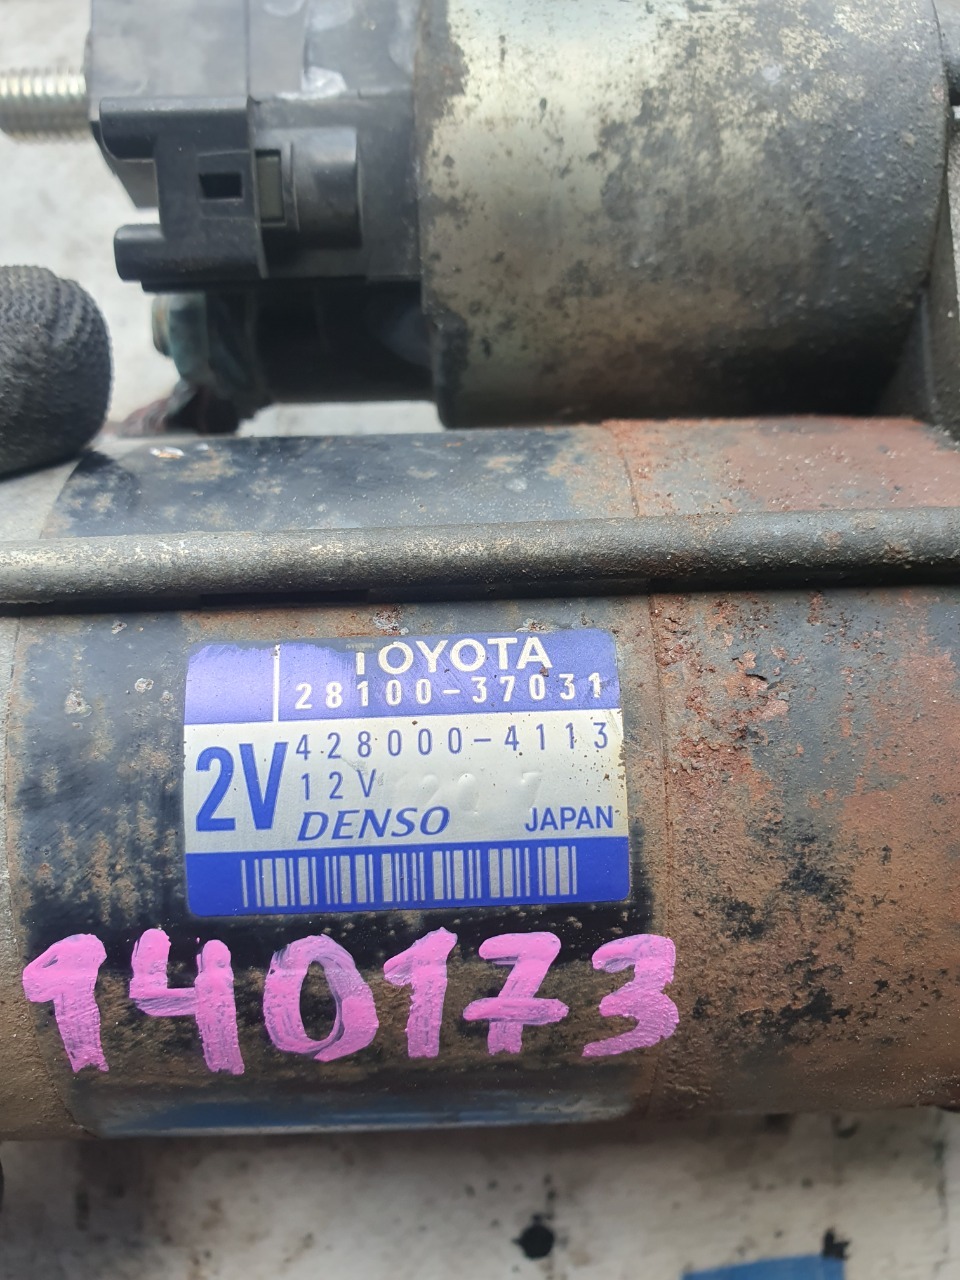 TOYOTA
28100-37031
2V
428000-4113
12V
DENSO JAPAN
140173